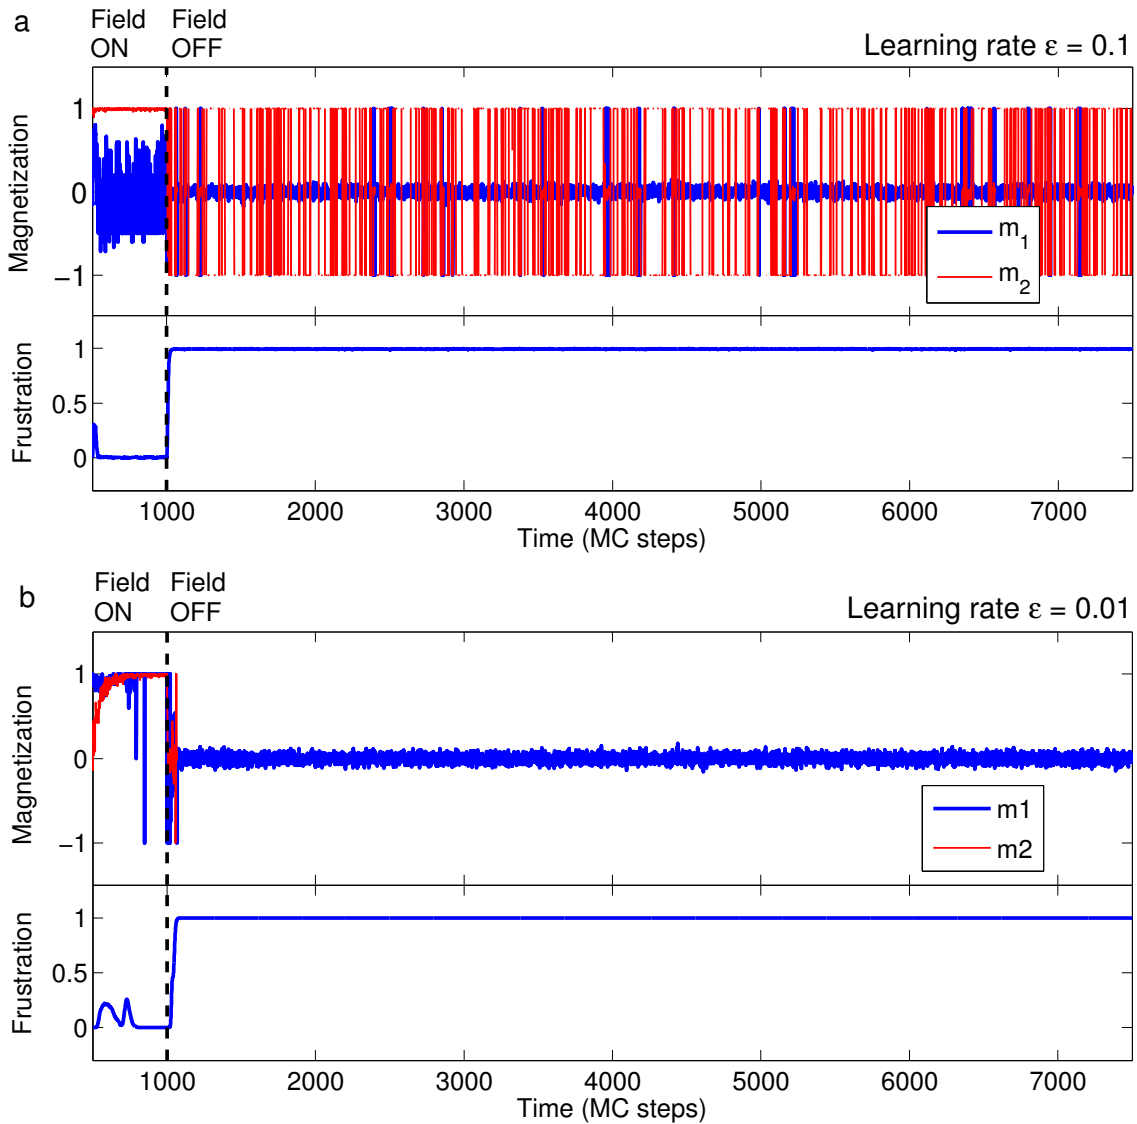 a
Field Field
ON OFF
Learning rate ε = 0.1
Magnetization
1
0
−1
m1
m2
Frustration
1
0.5
0
1000 2000 3000 4000 5000 6000 7000
Time (MC steps)
b
Field Field
ON OFF
Learning rate ε = 0.01
Magnetization
1
0
−1
m1
m2
Frustration
1
0.5
0
1000 2000 3000 4000 5000 6000 7000
Time (MC steps)